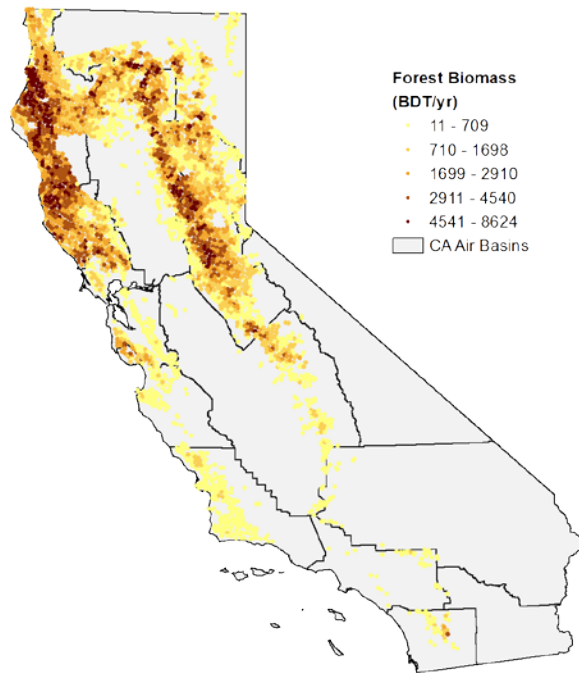 Forest Biomass
(BDT/yr)
11 - 709
710 - 1698
1699 - 2910
2911 - 4540
4541 - 8624
CA Air Basins